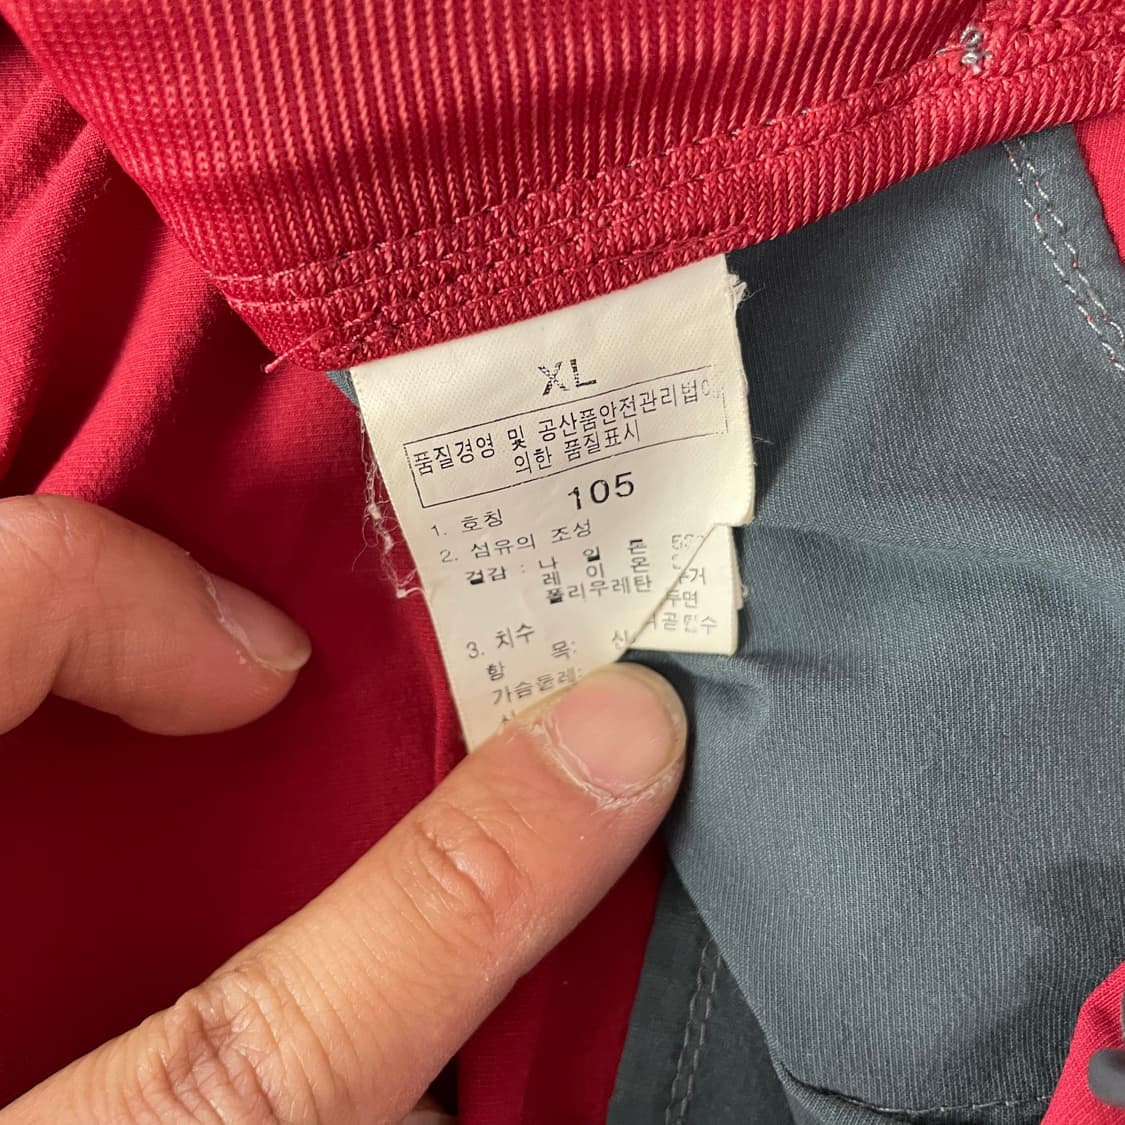 XL
품질경영 및 공산품안전관리법에
의한 품질표시
1. 호칭 105
2. 섬유의 조성
겉감 : 나 일 론
레 이 온
폴리우레탄
두면
3. 치수
항 목:
가슴둘레: